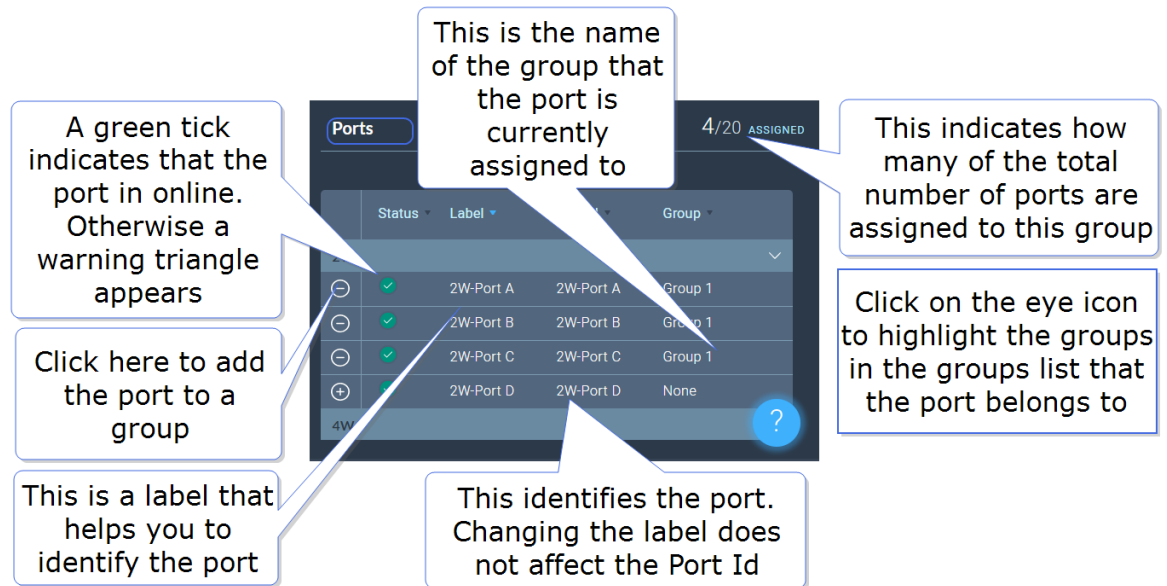 This is the name
of the group that
the port is
currently
assigned to
A green tick
indicates that the
port in online.
Otherwise a
warning triangle
appears
Ports
4/20 ASSIGNED
This indicates how
many of the total
number of ports are
assigned to this group
Status Label Group
2W-Port A 2W-Port A Group 1
2W-Port B 2W-Port B Group 1
2W-Port C 2W-Port C Group 1
2W-Port D 2W-Port D None
4W
?
Click on the eye icon
to highlight the groups
in the groups list that
the port belongs to
Click here to add
the port to a
group
This is a label that
helps you to
identify the port
This identifies the port.
Changing the label does
not affect the Port Id